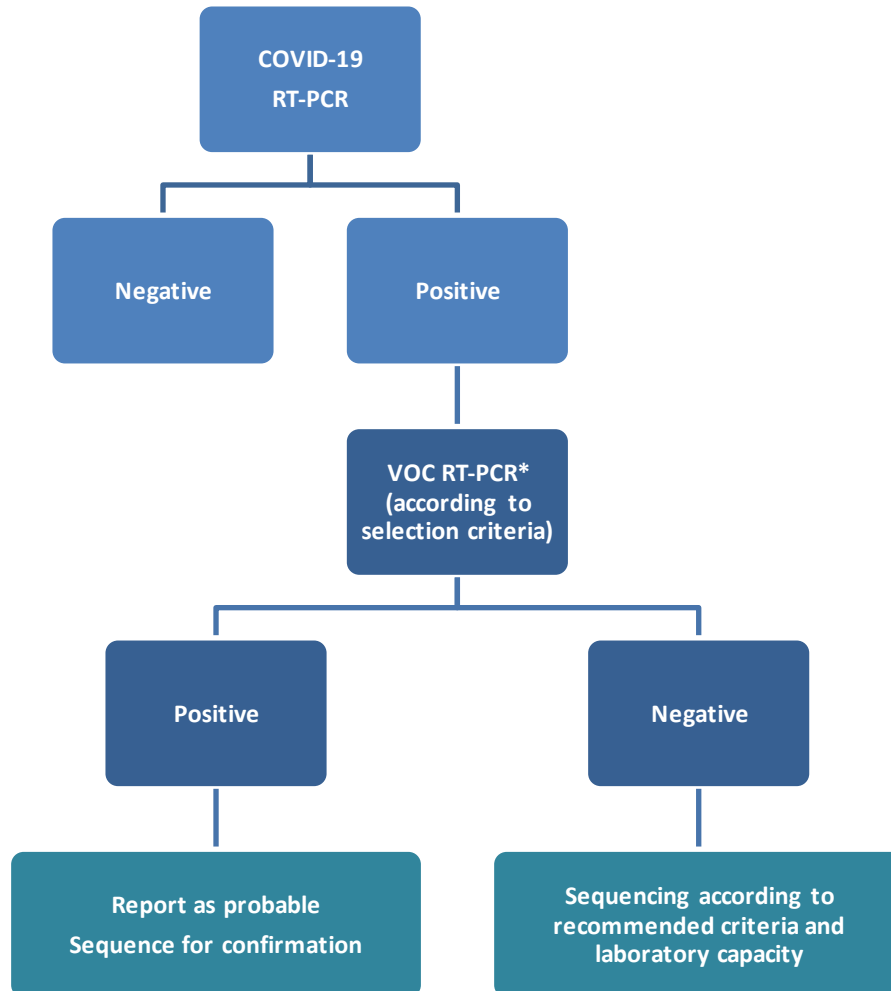 COVID-19
RT-PCR
Negative
Positive
VOC RT-PCR*
(according to
selection criteria)
Positive
Negative
Report as probable
Sequence for confirmation
Sequencing according to
recommended criteria and
laboratory capacity